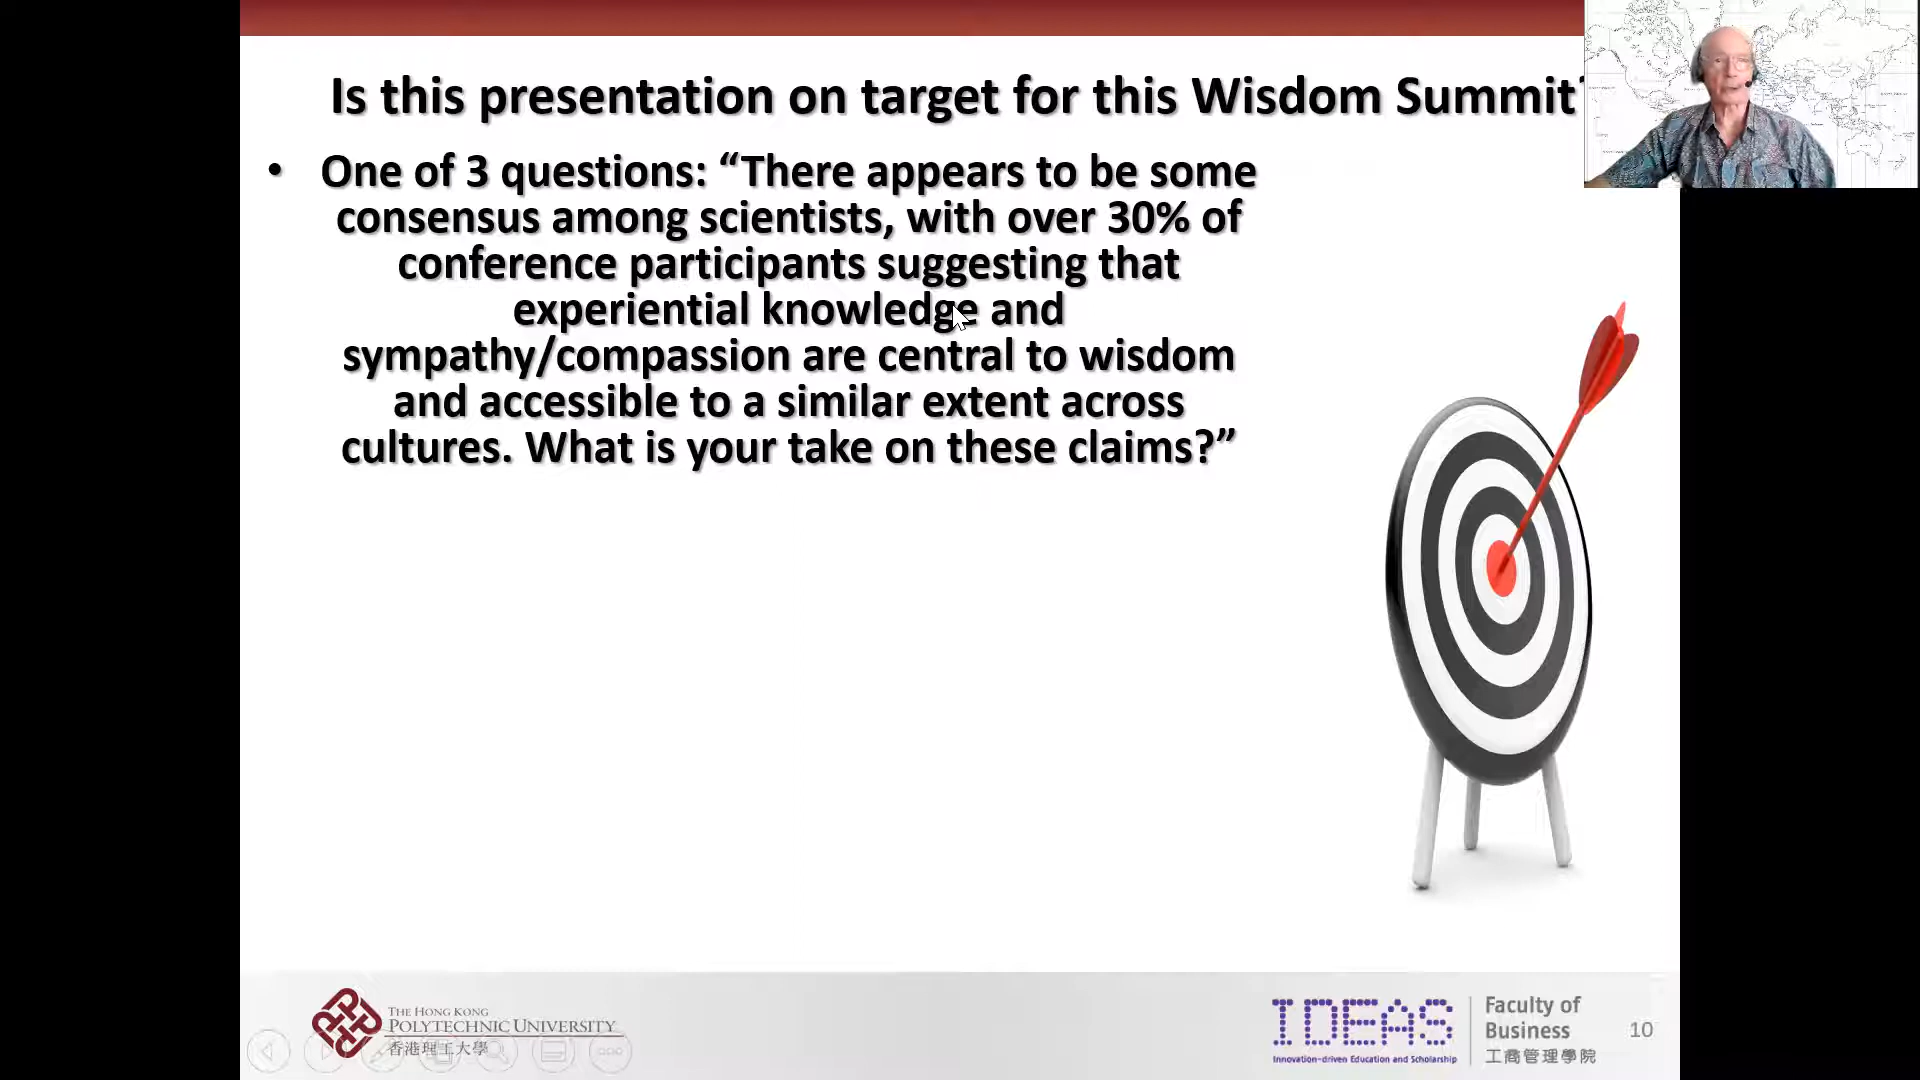 Is this presentation on target for this Wisdom Summit?
• One of 3 questions: “There appears to be some
consensus among scientists, with over 30% of
conference participants suggesting that
experiential knowledge and
sympathy/compassion are central to wisdom
and accessible to a similar extent across
cultures. What is your take on these claims?”
THE HONG KONG
POLYTECHNIC UNIVERSITY
香港理工大學
IDEAS
Innovation-driven Education and Scholarship
Faculty of
Business
工商管理學院
10